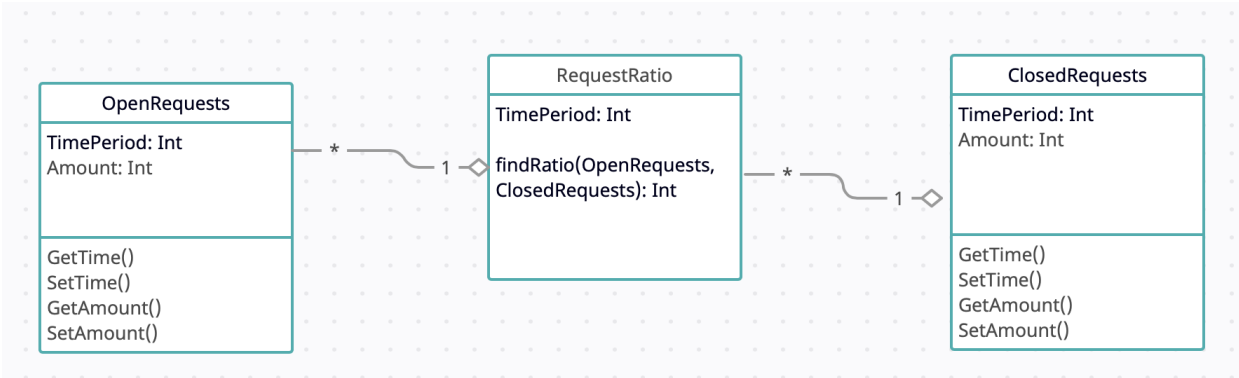 OpenRequests
TimePeriod: Int
Amount: Int
GetTime()
SetTime()
GetAmount()
SetAmount()
*
1
RequestRatio
TimePeriod: Int
findRatio(OpenRequests,
ClosedRequests): Int
*
1
ClosedRequests
TimePeriod: Int
Amount: Int
GetTime()
SetTime()
GetAmount()
SetAmount()